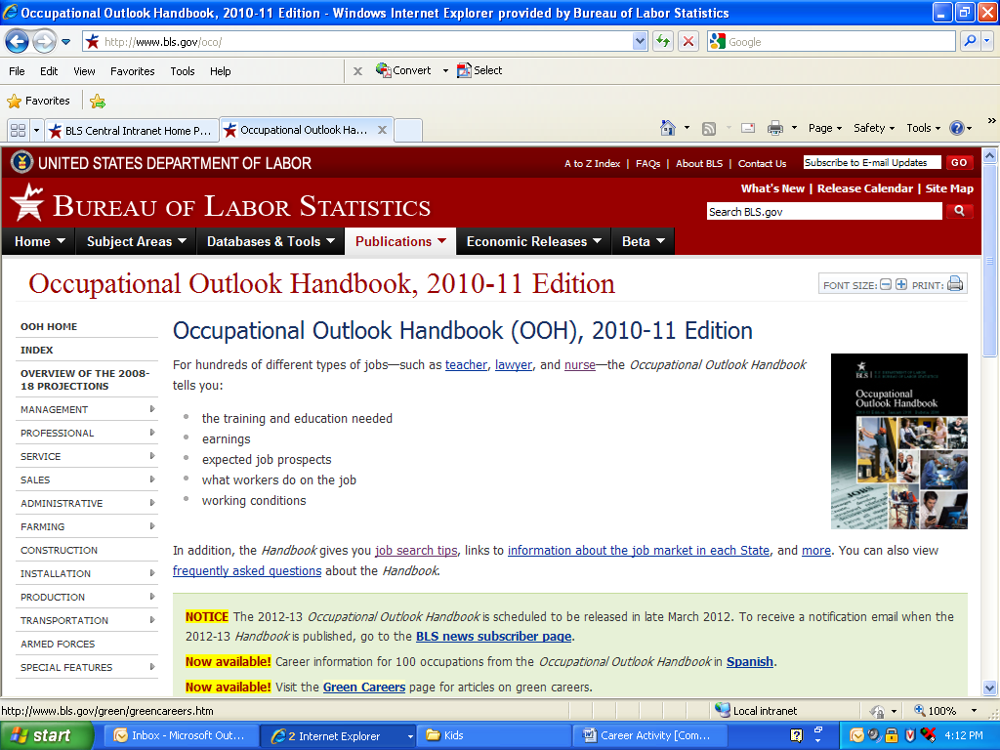 Occupational Outlook Handbook, 2010-11 Edition - Windows Internet Explorer provided by Bureau of Labor Statistics
http://www.bls.gov/oco/
Google
File Edit View Favorites Tools Help
Convert
Select
Favorites
BLS Central Intranet Home P...
Occupational Outlook Ha...
Page
Safety
Tools
UNITED STATES DEPARTMENT OF LABOR
A to Z Index | FAQs | About BLS | Contact Us
Subscribe to E-mail Updates
GO
What's New | Release Calendar | Site Map
BUREAU OF LABOR STATISTICS
Search BLS.gov
Home
Subject Areas
Databases & Tools
Publications
Economic Releases
Beta
Occupational Outlook Handbook, 2010-11 Edition
FONT SIZE:
PRINT:
OOH HOME
INDEX
OVERVIEW OF THE 2008-
18 PROJECTIONS
MANAGEMENT
PROFESSIONAL
SERVICE
SALES
ADMINISTRATIVE
FARMING
CONSTRUCTION
INSTALLATION
PRODUCTION
TRANSPORTATION
ARMED FORCES
SPECIAL FEATURES
Occupational Outlook Handbook (OOH), 2010-11 Edition
For hundreds of different types of jobs—such as teacher, lawyer, and nurse—the Occupational Outlook Handbook
tells you:
the training and education needed
earnings
expected job prospects
what workers do on the job
working conditions
BLS
Occupational
Outlook Handbook
JOBS
In addition, the Handbook gives you job search tips, links to information about the job market in each State, and more. You can also view
frequently asked questions about the Handbook.
NOTICE The 2012-13 Occupational Outlook Handbook is scheduled to be released in late March 2012. To receive a notification email when the
2012-13 Handbook is published, go to the BLS news subscriber page.
Now available! Career information for 100 occupations from the Occupational Outlook Handbook in Spanish.
Now available! Visit the Green Careers page for articles on green careers.
http://www.bls.gov/green/greencareers.htm
Local intranet
100%
start
Inbox - Microsoft Out...
2 Internet Explorer
Kids
Career Activity [Com...
4:12 PM